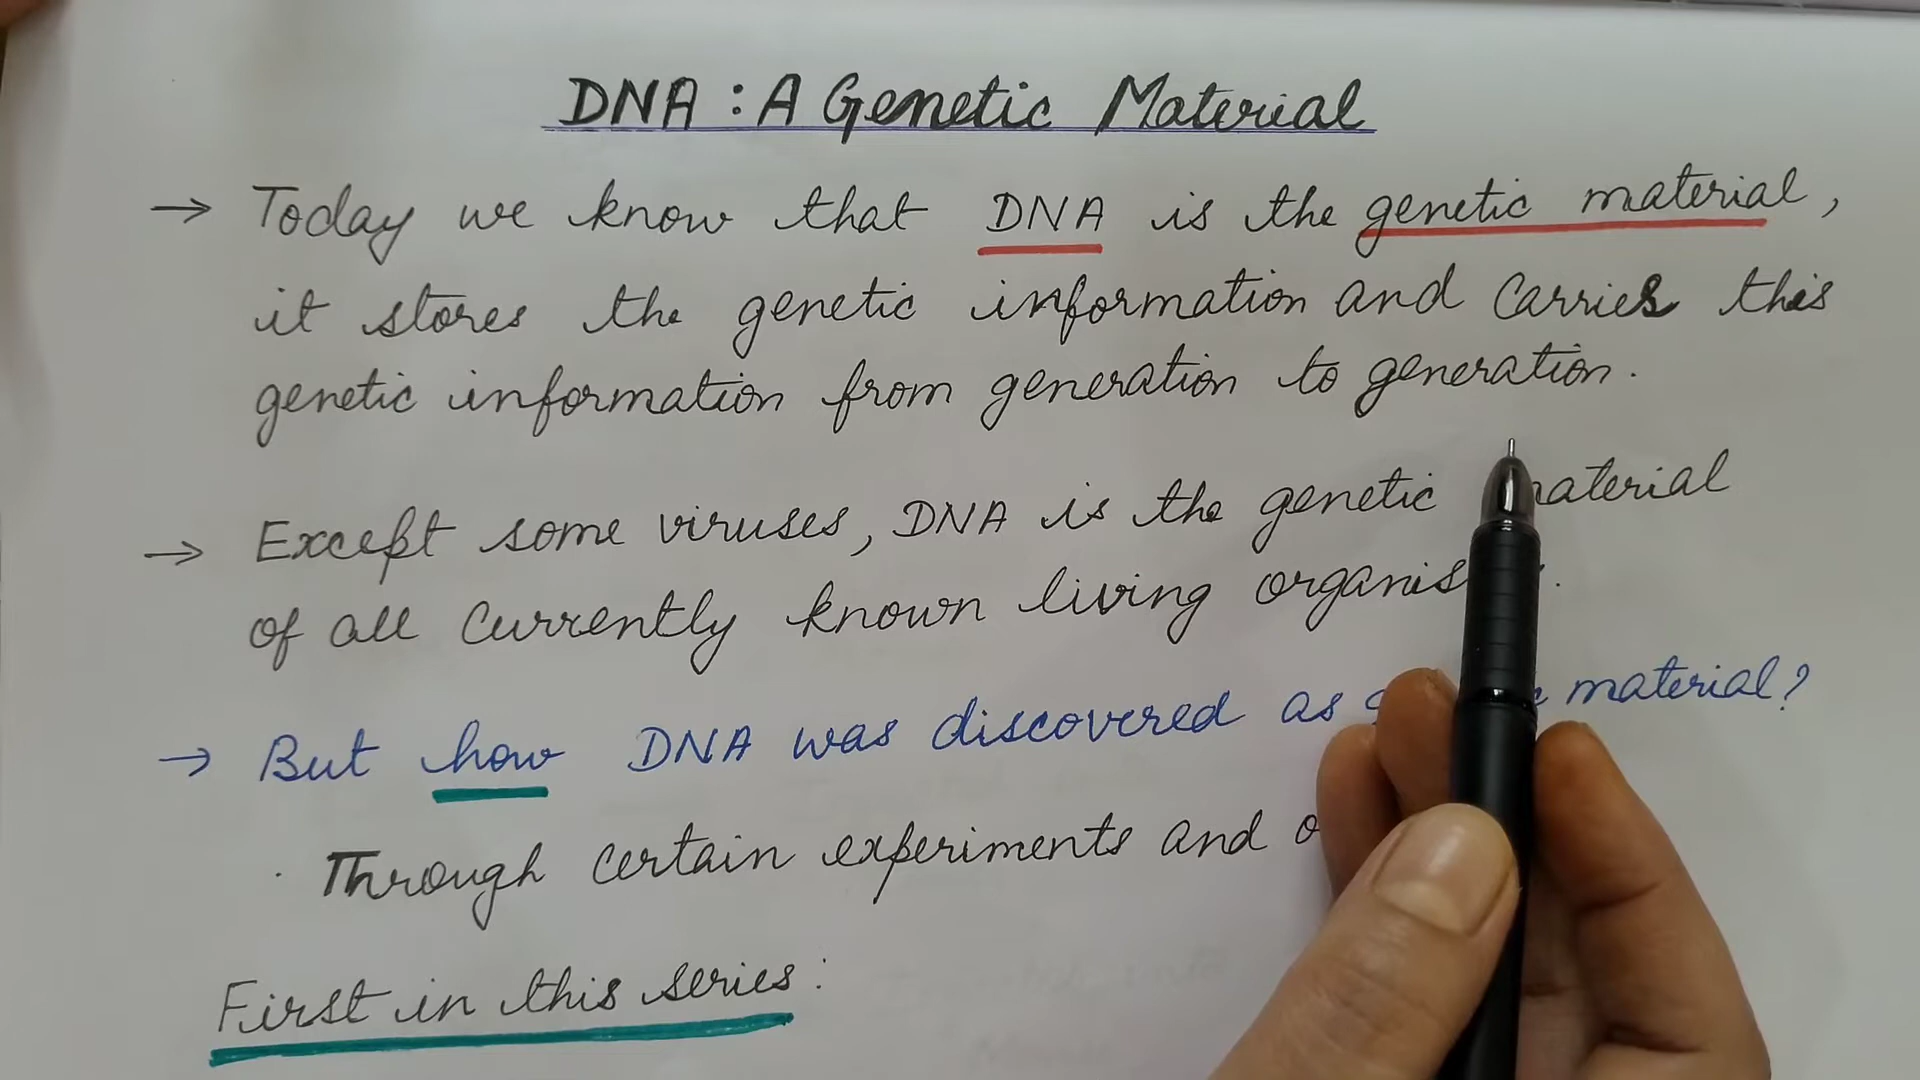 DNA : A Genetic Material
→ Today we know that DNA is the genetic material,
it stores the genetic information and carries this
genetic information from generation to generation.
→ Except some viruses, DNA is the genetic material
of all currently known living
→ But how DNA was discovered as material?
· Through certain experiments and
First in this series: